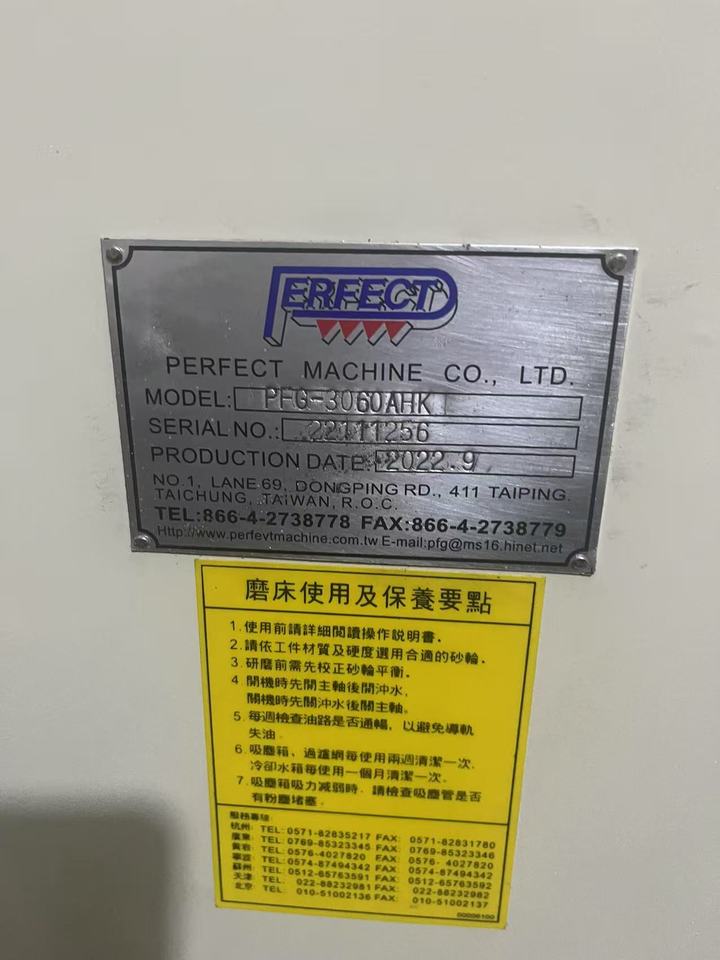 PERFECT
PERFECT MACHINE CO., LTD.
MODEL: PFG-3060AHK
SERIAL NO.: 22111256
PRODUCTION DATE: 2022.9
NO.1, LANE 69, DONGPING RD., 411 TAIPING.
TAICHUNG, TAIWAN, R.O.C.
TEL:866-4-2738778 FAX:866-4-2738779
Http://www.perfevtmachine.com.tw E-mail:pfg@ms16.hinet.net
磨床使用及保養要點
1.使用前請詳細閱讀操作說明書.
2.請依工件材質及硬度選用合適的砂輪.
3.研磨前需先校正砂輪平衡.
4.開機時先開主軸後開沖水,
關機時先關沖水後關主軸。
5.每週檢查油路是否通暢, 以避免導軌
失油.
6.吸塵箱、過濾網每使用兩週清潔一次.
冷卻水箱每使用一個月清潔一次.
7.吸塵箱吸力減弱時, 請檢查吸塵管是否
有粉塵堵塞.
服務專線:
杭州: TEL:0571-82835217 FAX: 0571-82831780
廣東: TEL:0769-85323345 FAX: 0769-85323346
黃岩: TEL:0576-4027820 FAX: 0576-4027820
寧波: TEL:0574-87494342 FAX: 0574-87494342
蘇州: TEL:0512-65763591 FAX: 0512-65763592
天津: TEL: 022-88232981 FAX: 022-88232982
北京: TEL: 010-51002136 FAX: 010-51002137